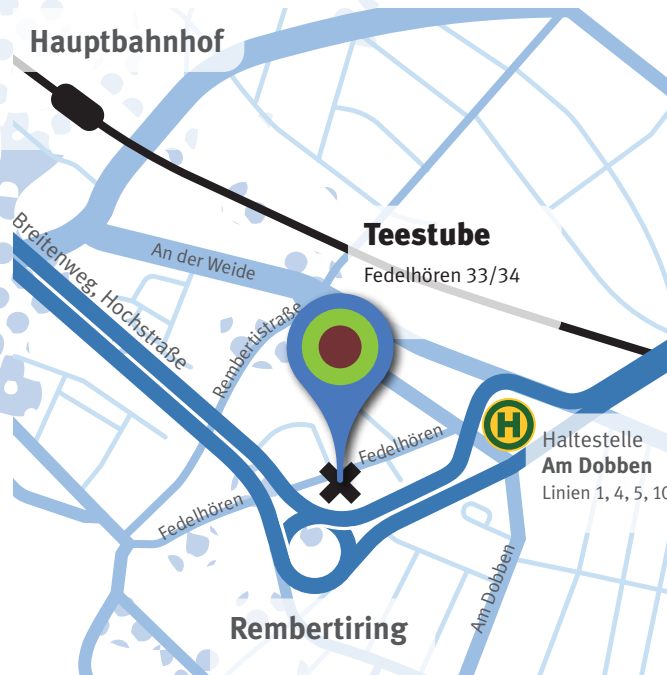 Hauptbahnhof
Teestube
Fedelhören 33/34
An der Weide
Breitenweg, Hochstraße
Rembertistraße
H
Haltestelle
Am Dobben
Linien 1, 4, 5, 10
Fedelhören
Fedelhören
Am Dobben
Rembertiring